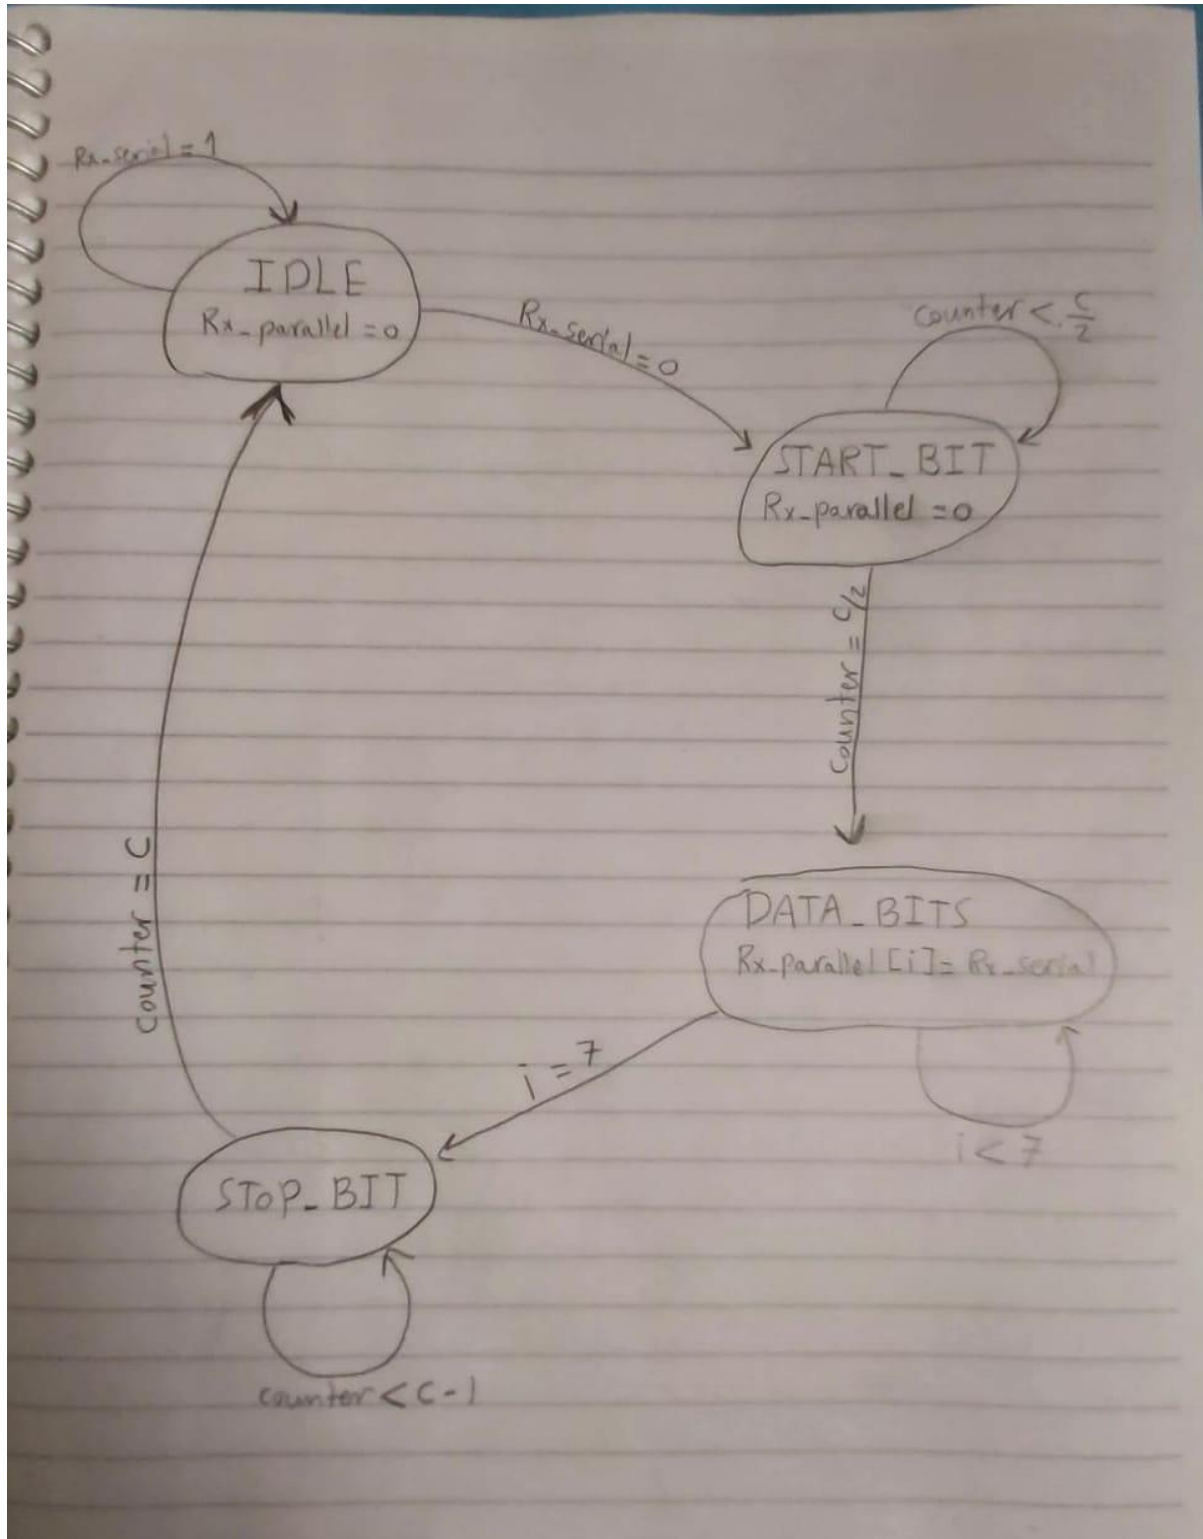 Rx_serial = 1
IDLE
Rx_parallel = 0
Rx_serial = 0
counter < C/2
START_BIT
Rx_parallel = 0
Counter = C/2
DATA_BITS
Rx_parallel [i] = Rx_serial
i < 7
i = 7
STOP_BIT
counter < C-1
counter = C